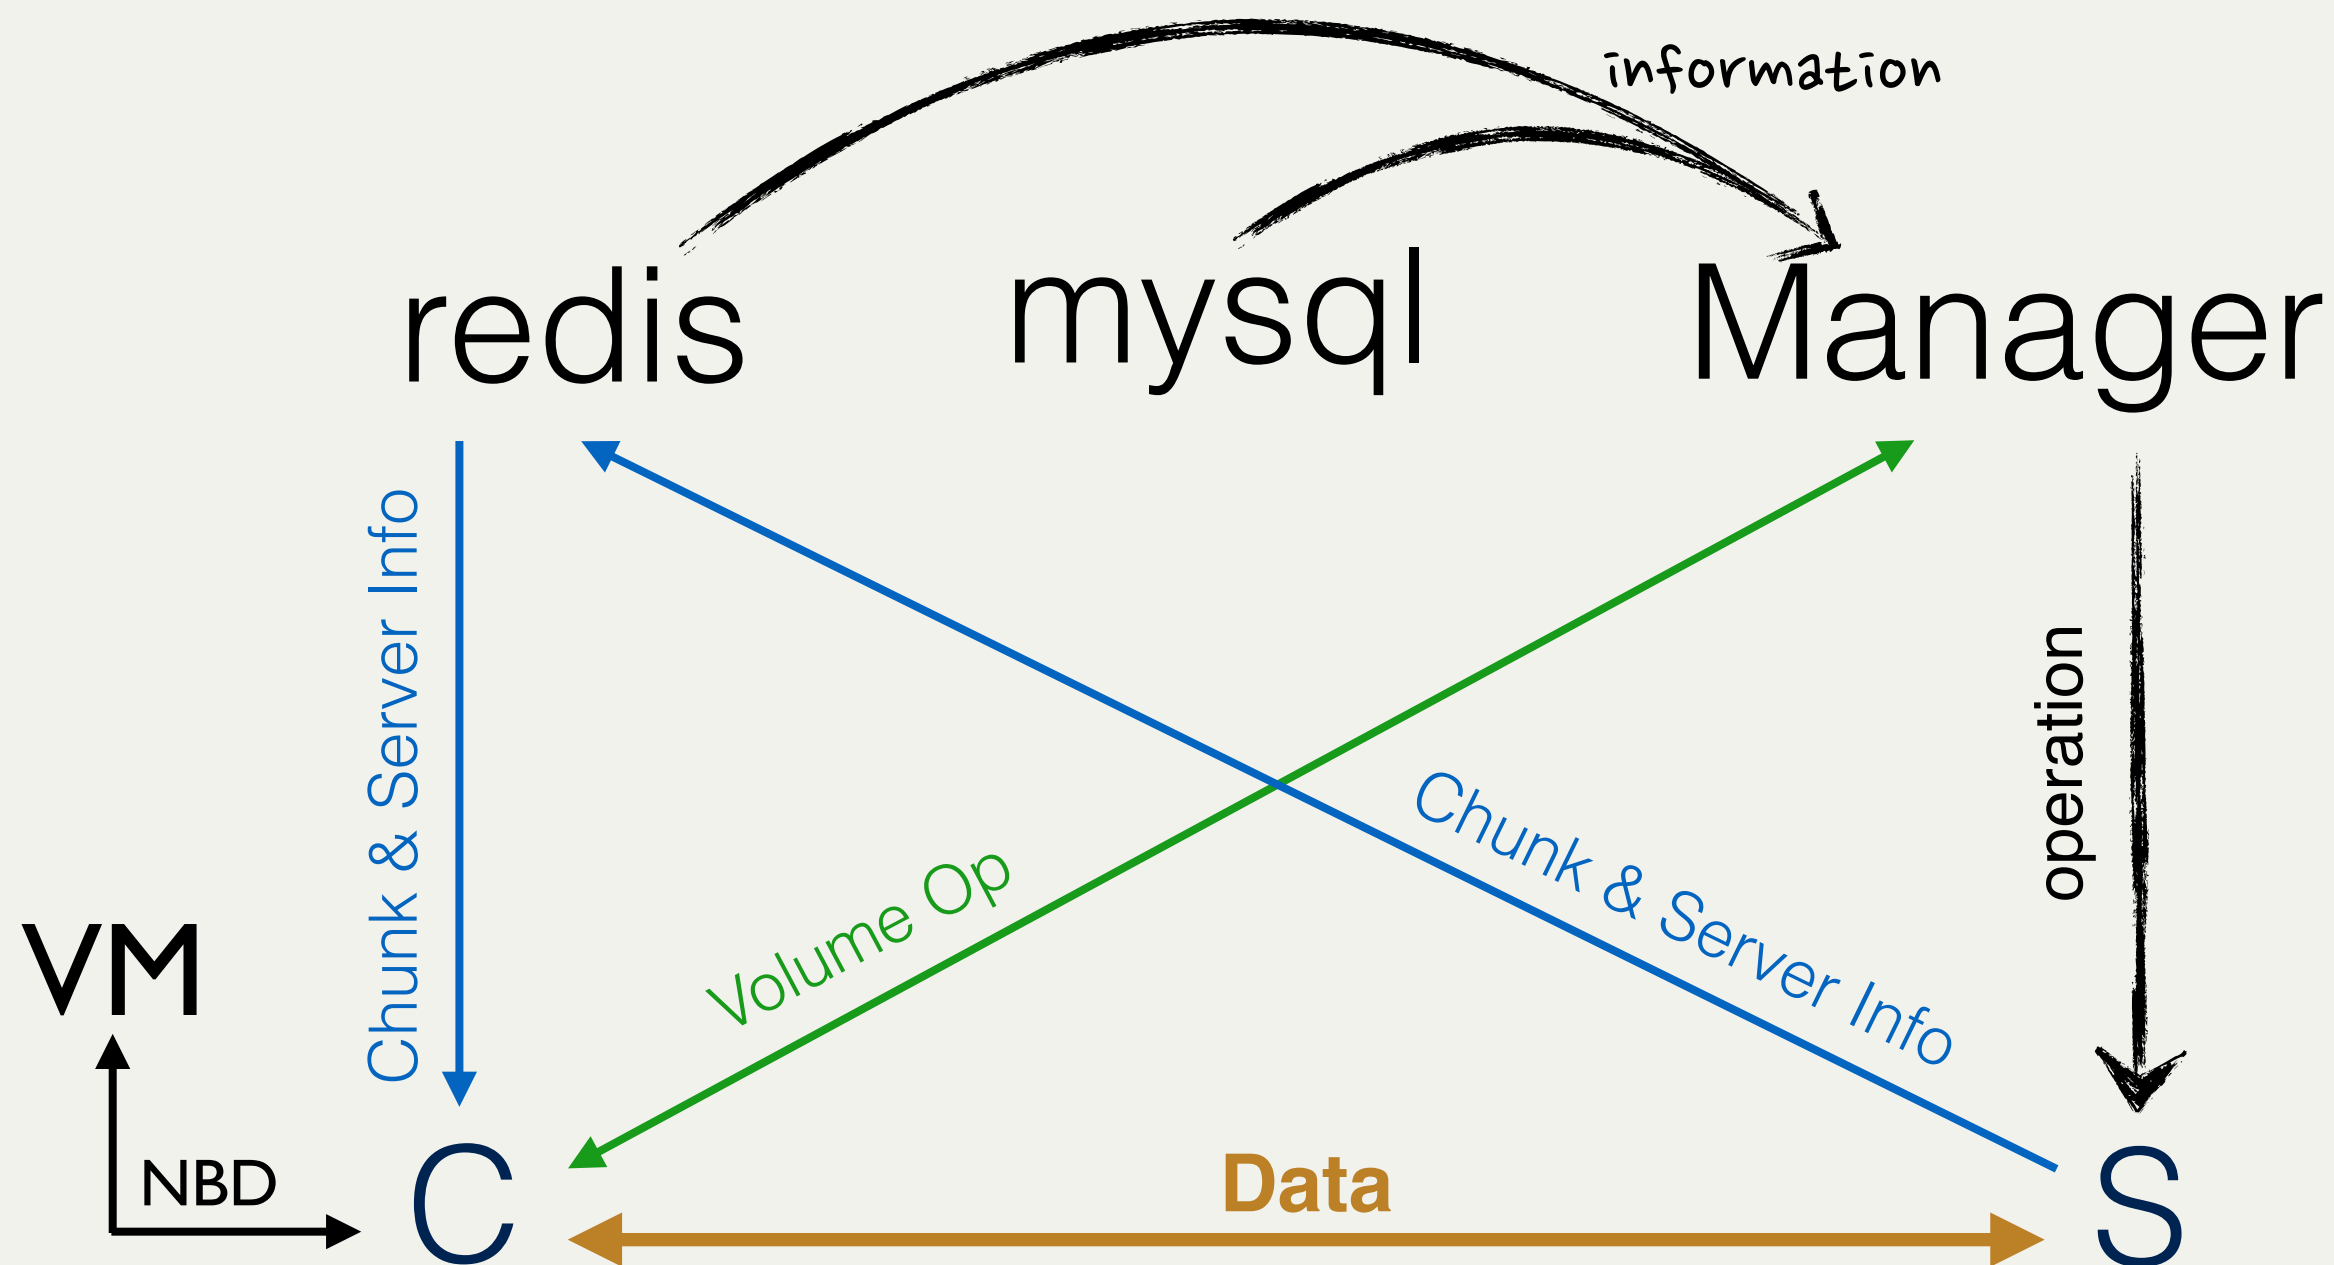 information
redis
mysql
Manager
Chunk & Server Info
operation
Chunk & Server Info
Volume Op
VM
NBD
C
Data
S